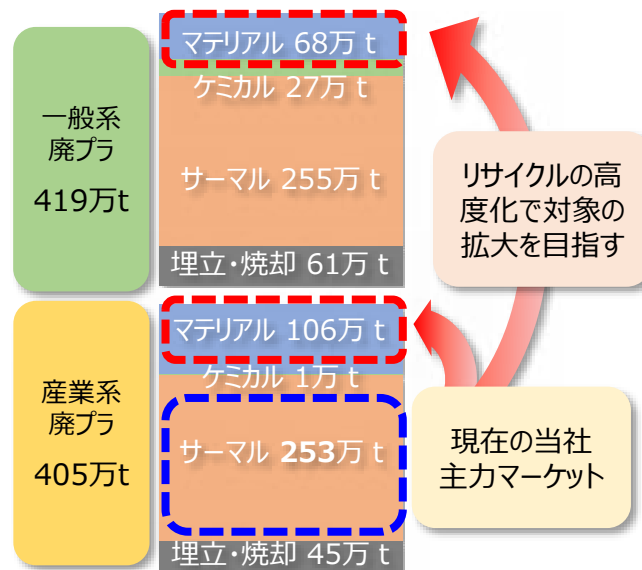 マテリアル 68万 t
ケミカル 27万 t
サーマル 255万 t
埋立・焼却 61万 t
一般系
廃プラ
419万t
リサイクルの高
度化で対象の
拡大を目指す
マテリアル 106万 t
ケミカル 1万 t
サーマル 253万 t
埋立・焼却 45万 t
産業系
廃プラ
405万t
現在の当社
主力マーケット